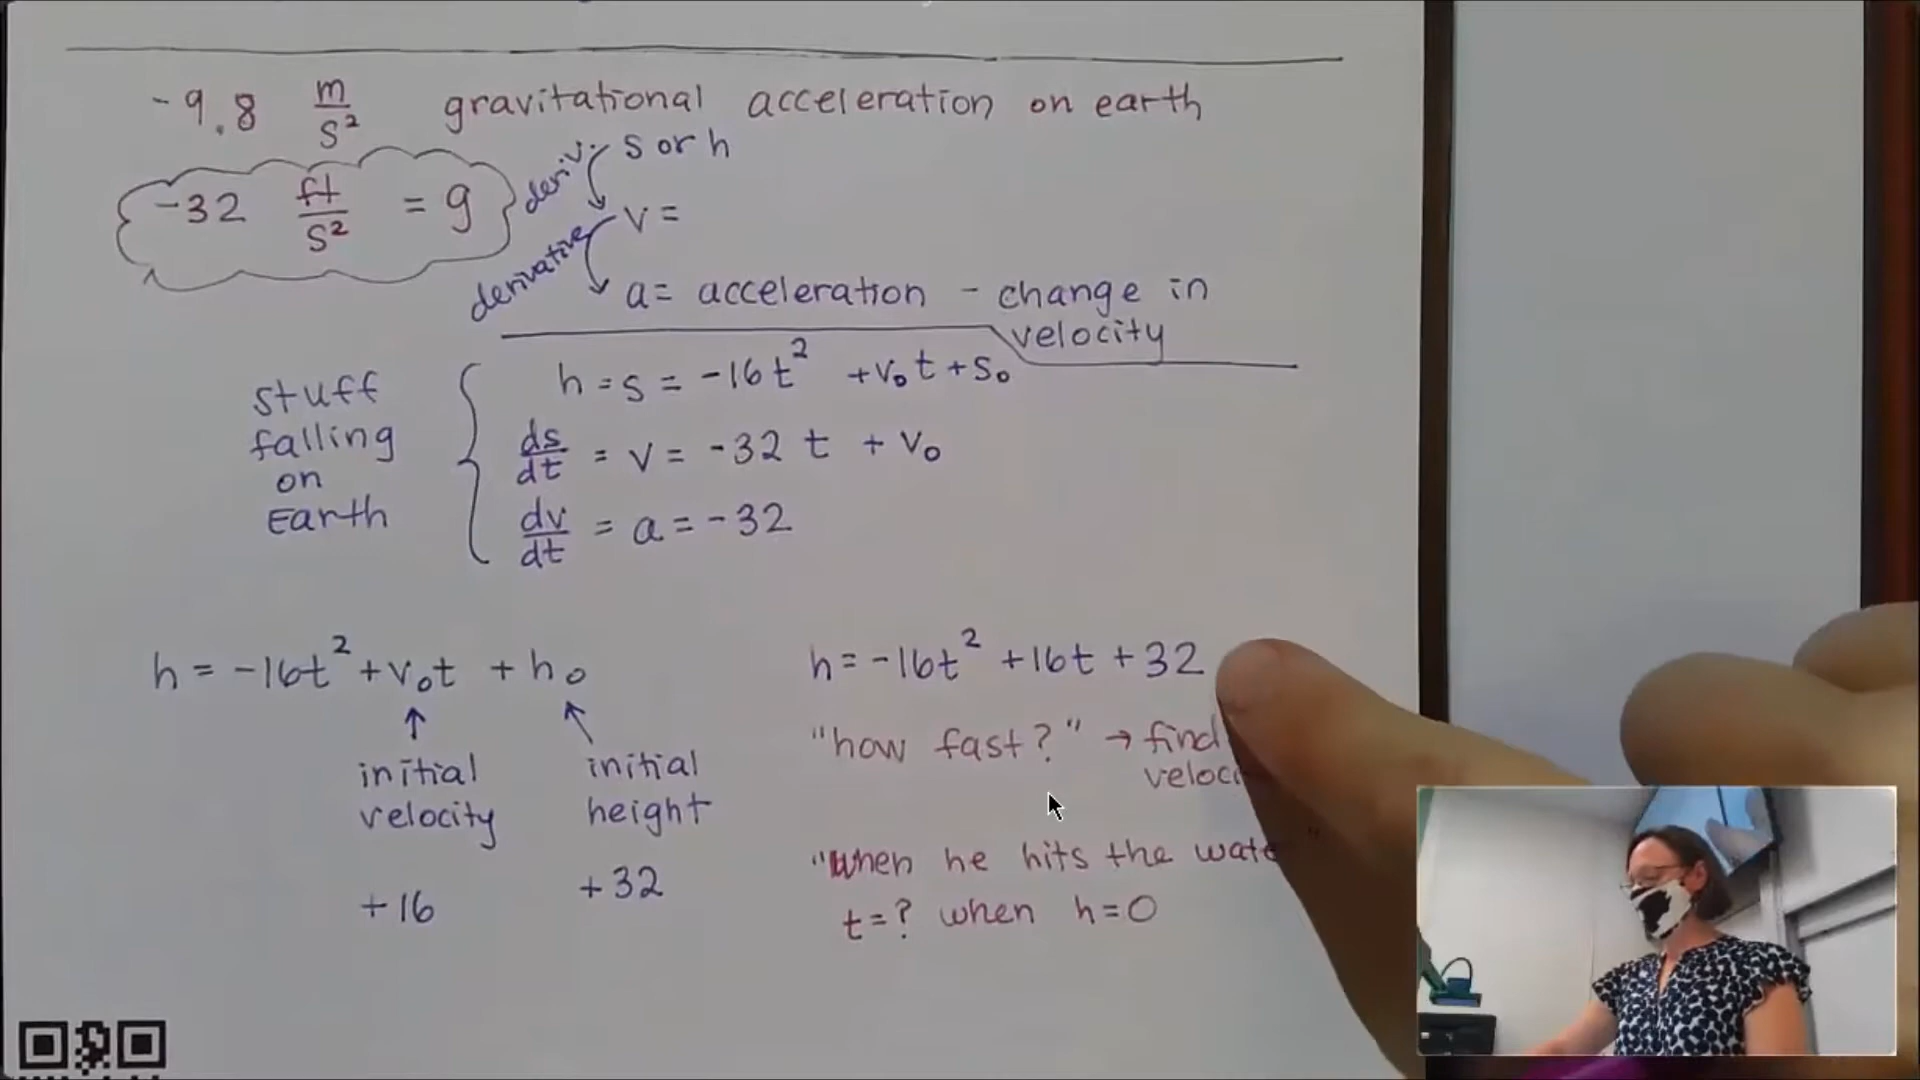 -9.8 m/s² gravitational acceleration on earth
deriv. s or h
-32 ft/s² = g
v =
derivative
a = acceleration - change in
velocity
stuff
falling
on
Earth
h = s = -16t² + v₀t + s₀
ds/dt = v = -32 t + v₀
dv/dt = a = -32
h = -16t² + v₀t + h₀
initial
velocity
+16
initial
height
+32
h = -16t² + 16t + 32
"how fast?" → find
"when he hits the
t = ? when h = 0